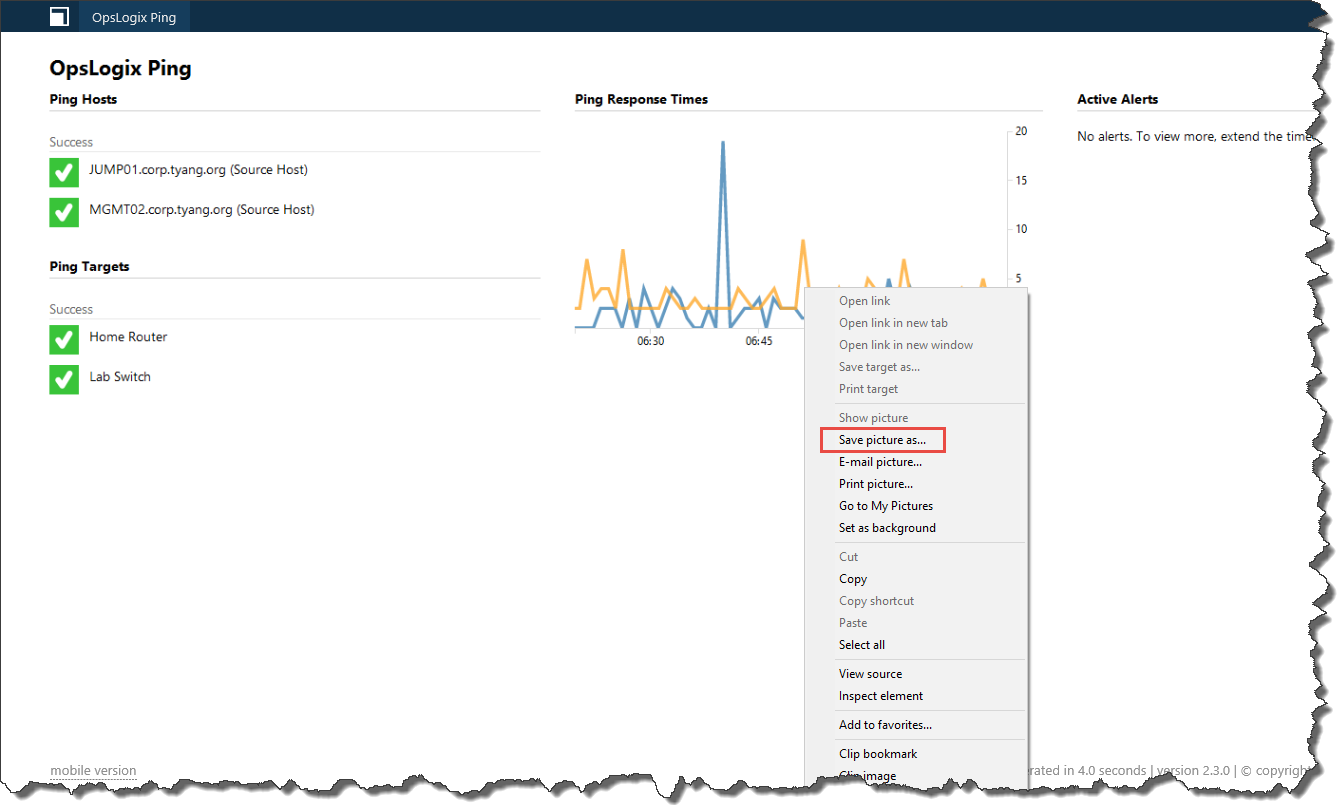 OpsLogix Ping
OpsLogix Ping
Ping Hosts
Success
JUMP01.corp.tyang.org (Source Host)
MGMT02.corp.tyang.org (Source Host)
Ping Targets
Success
Home Router
Lab Switch
Ping Response Times
20
15
10
5
06:30
06:45
Active Alerts
No alerts. To view more, extend the time
Open link
Open link in new tab
Open link in new window
Save target as...
Print target
Show picture
Save picture as...
E-mail picture...
Print picture...
Go to My Pictures
Set as background
Cut
Copy
Copy shortcut
Paste
Select all
View source
Inspect element
Add to favorites...
Clip bookmark
Clip image
mobile version
erated in 4.0 seconds | version 2.3.0 | © copyright